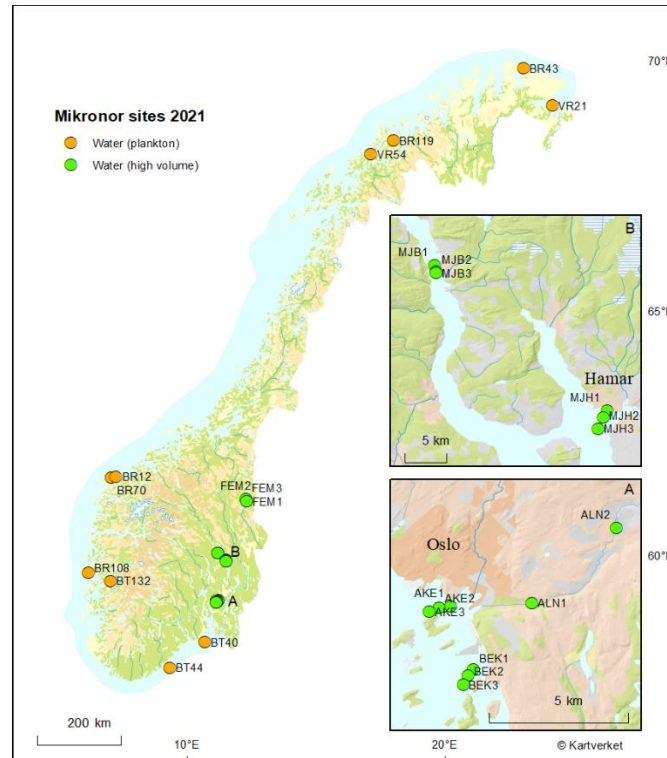 70°
BR43
VR21
Mikronor sites 2021
Water (plankton)
Water (high volume)
BR119
VR54
B
MJB1
MJB2
MJB3
65°
Hamar
MJH1
MJH2
MJH3
5 km
BR12
BR70
FEM2
FEM3
FEM1
A
ALN2
Oslo
60°
B
BR108
BT132
AKE1
AKE2
AKE3
ALN1
A
BT40
BT44
BEK1
BEK2
BEK3
5 km
200 km
10°E
20°E
© Kartverket